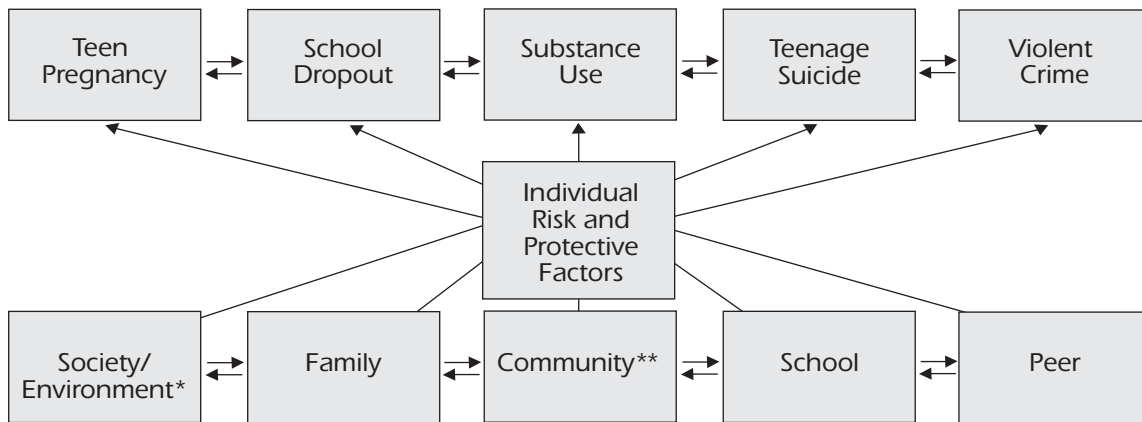 Teen
Pregnancy
School
Dropout
Substance
Use
Teenage
Suicide
Violent
Crime
Individual
Risk and
Protective
Factors
Society/
Environment*
Family
Community**
School
Peer